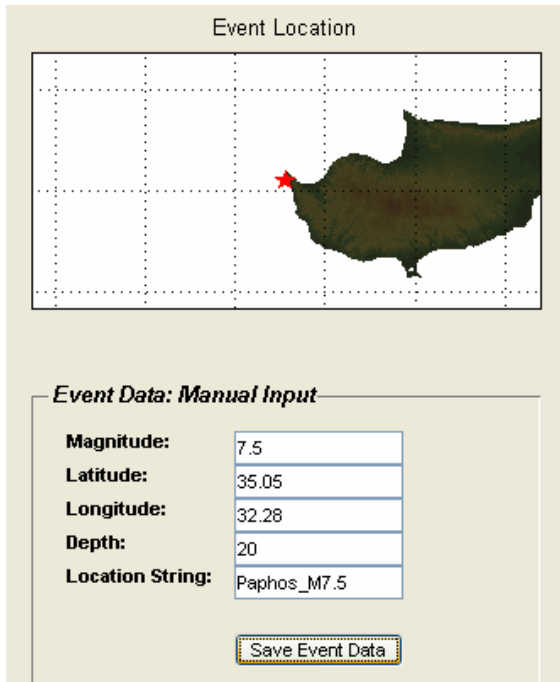 Event Location
Event Data: Manual Input
Magnitude: 7.5
Latitude: 35.05
Longitude: 32.28
Depth: 20
Location String: Paphos_M7.5
Save Event Data